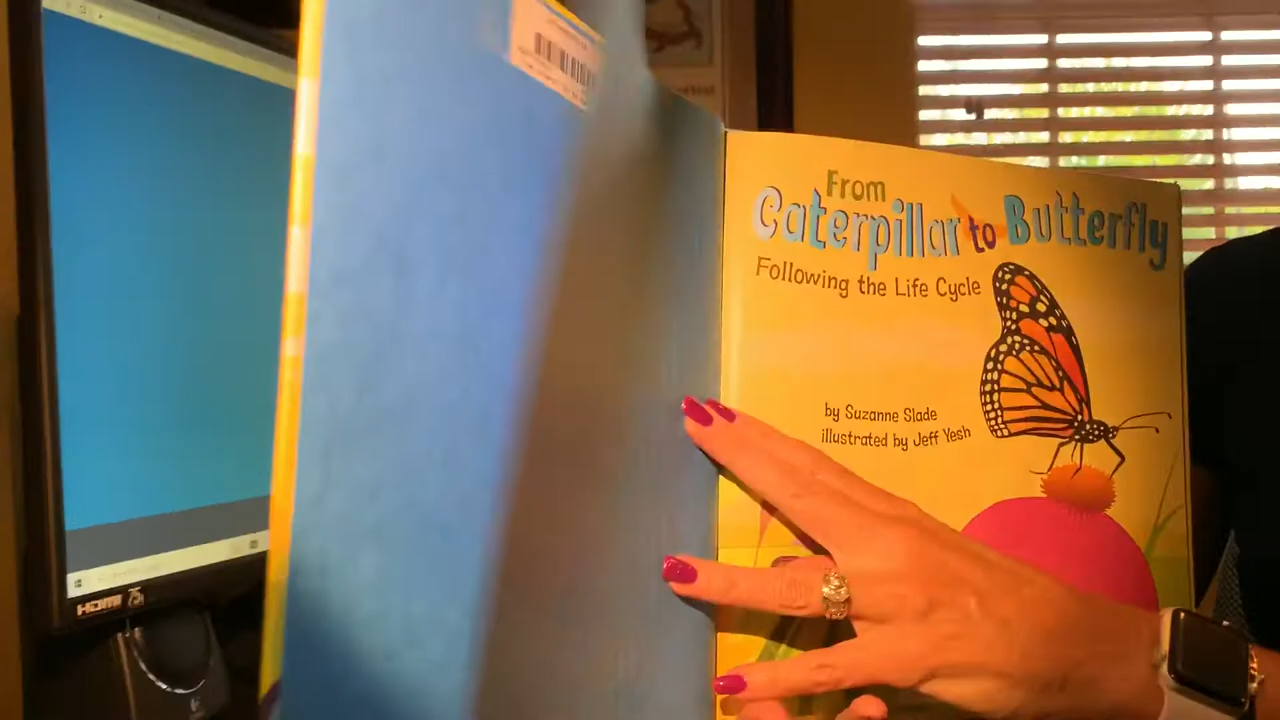 From
Caterpillar to Butterfly
Following the Life Cycle
by Suzanne Slade
illustrated by Jeff Yesh
HDMI